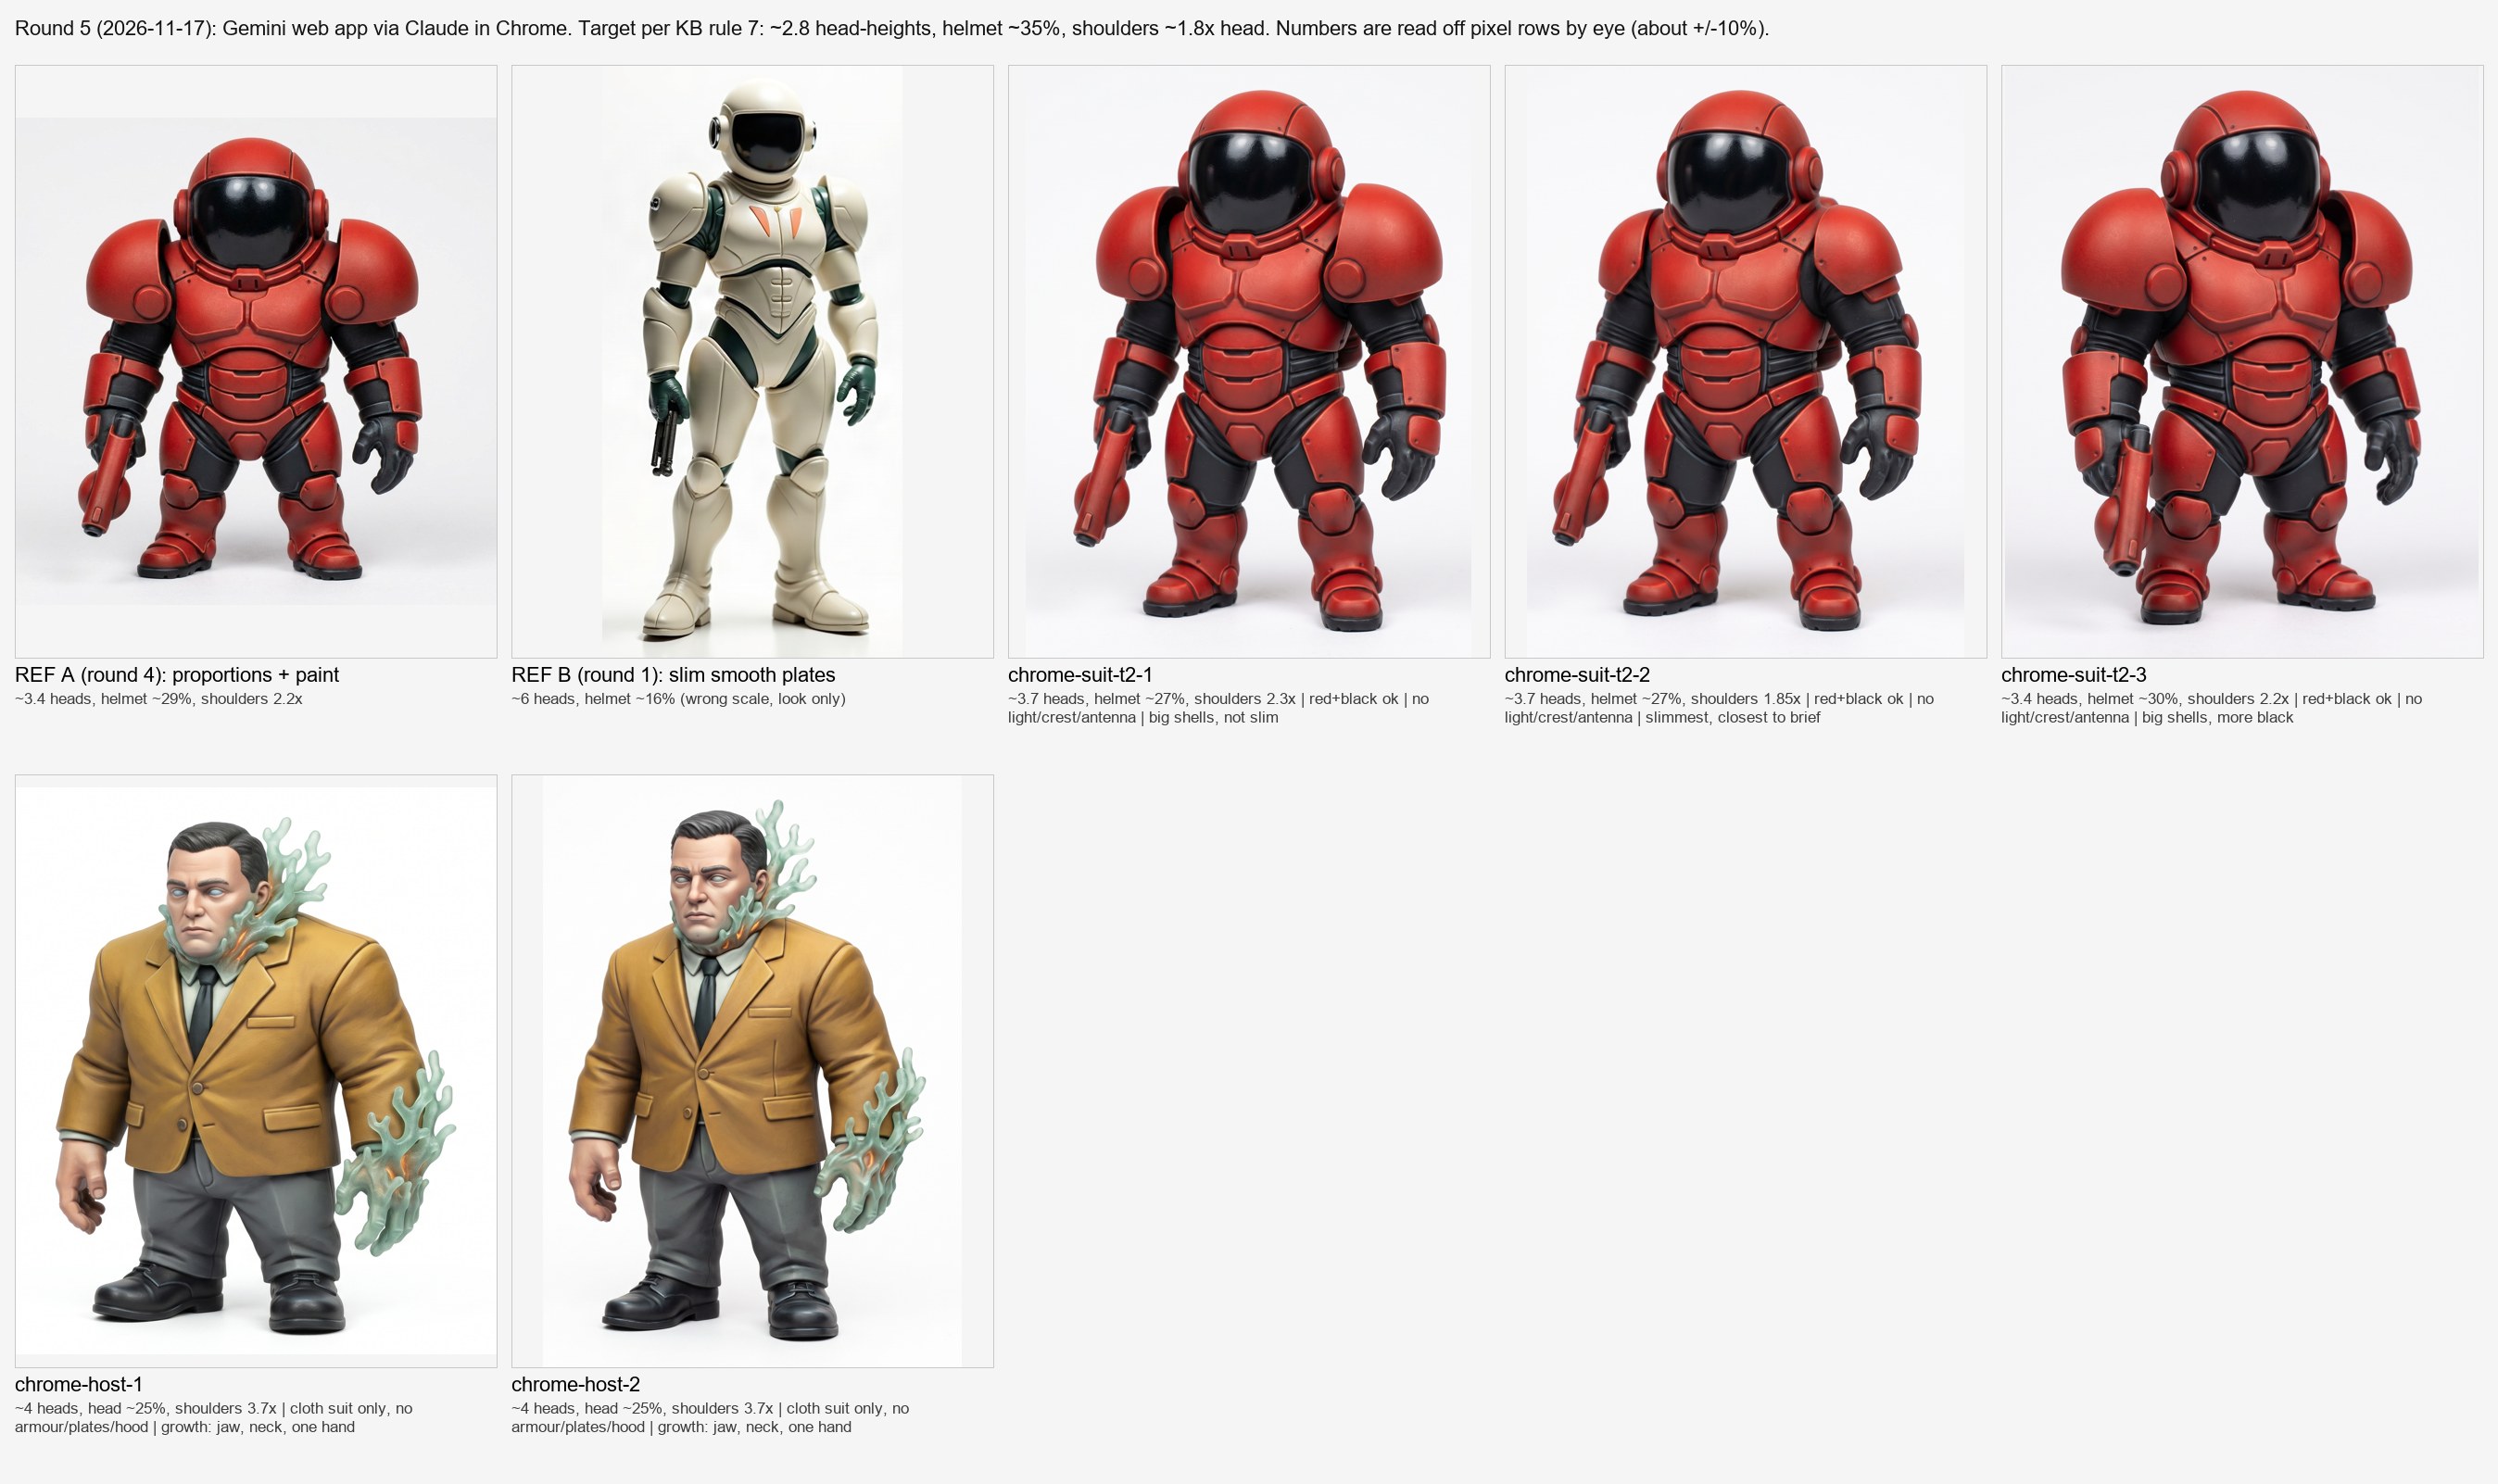 Round 5 (2026-11-17): Gemini web app via Claude in Chrome. Target per KB rule 7: ~2.8 head-heights, helmet ~35%, shoulders ~1.8x head. Numbers are read off pixel rows by eye (about +/-10%).
REF A (round 4): proportions + paint
~3.4 heads, helmet ~29%, shoulders 2.2x
REF B (round 1): slim smooth plates
~6 heads, helmet ~16% (wrong scale, look only)
chrome-suit-t2-1
~3.7 heads, helmet ~27%, shoulders 2.3x | red+black ok | no
light/crest/antenna | big shells, not slim
chrome-suit-t2-2
~3.7 heads, helmet ~27%, shoulders 1.85x | red+black ok | no
light/crest/antenna | slimmest, closest to brief
chrome-suit-t2-3
~3.4 heads, helmet ~30%, shoulders 2.2x | red+black ok | no
light/crest/antenna | big shells, more black
chrome-host-1
~4 heads, head ~25%, shoulders 3.7x | cloth suit only, no
armour/plates/hood | growth: jaw, neck, one hand
chrome-host-2
~4 heads, head ~25%, shoulders 3.7x | cloth suit only, no
armour/plates/hood | growth: jaw, neck, one hand